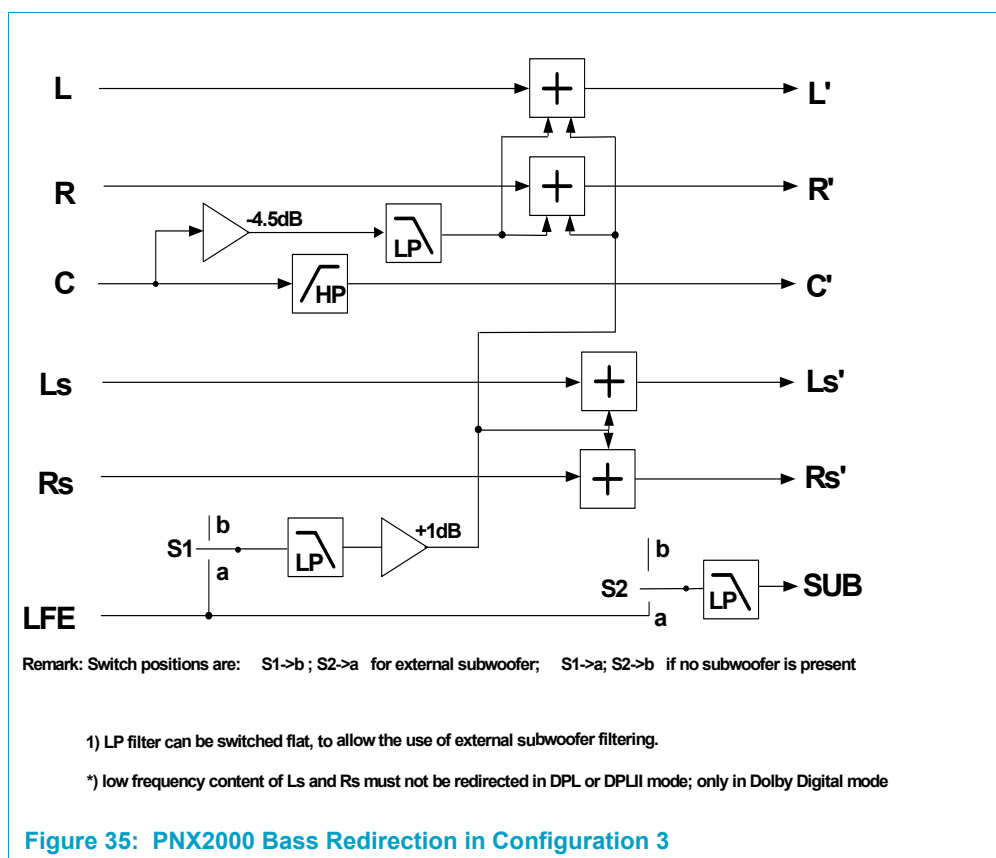 L
+
L'
R
+
R'
-4.5dB
LP
C
HP
C'
Ls
+
Ls'
Rs
+
Rs'
b
+1dB
S1
LP
a
b
S2
LP
SUB
a
LFE
Remark: Switch positions are: S1->b ; S2->a for external subwoofer; S1->a; S2->b if no subwoofer is present
1) LP filter can be switched flat, to allow the use of external subwoofer filtering.
*) low frequency content of Ls and Rs must not be redirected in DPL or DPLII mode; only in Dolby Digital mode
Figure 35: PNX2000 Bass Redirection in Configuration 3